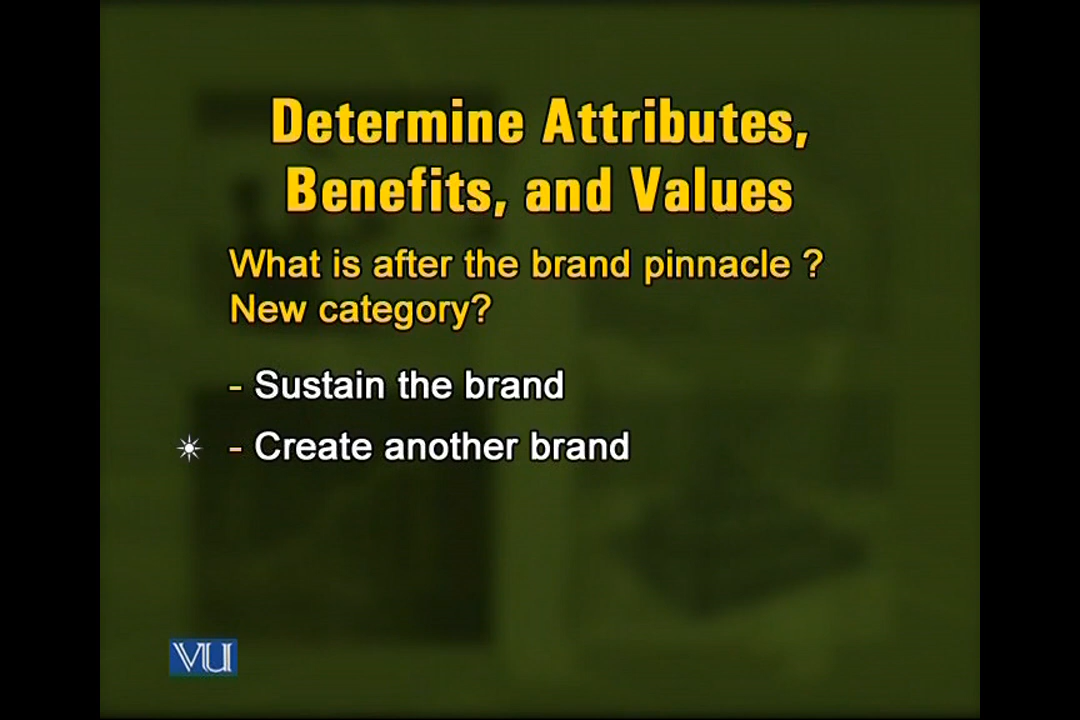 Determine Attributes,
Benefits, and Values
What is after the brand pinnacle ?
New category?
- Sustain the brand
- Create another brand
VU